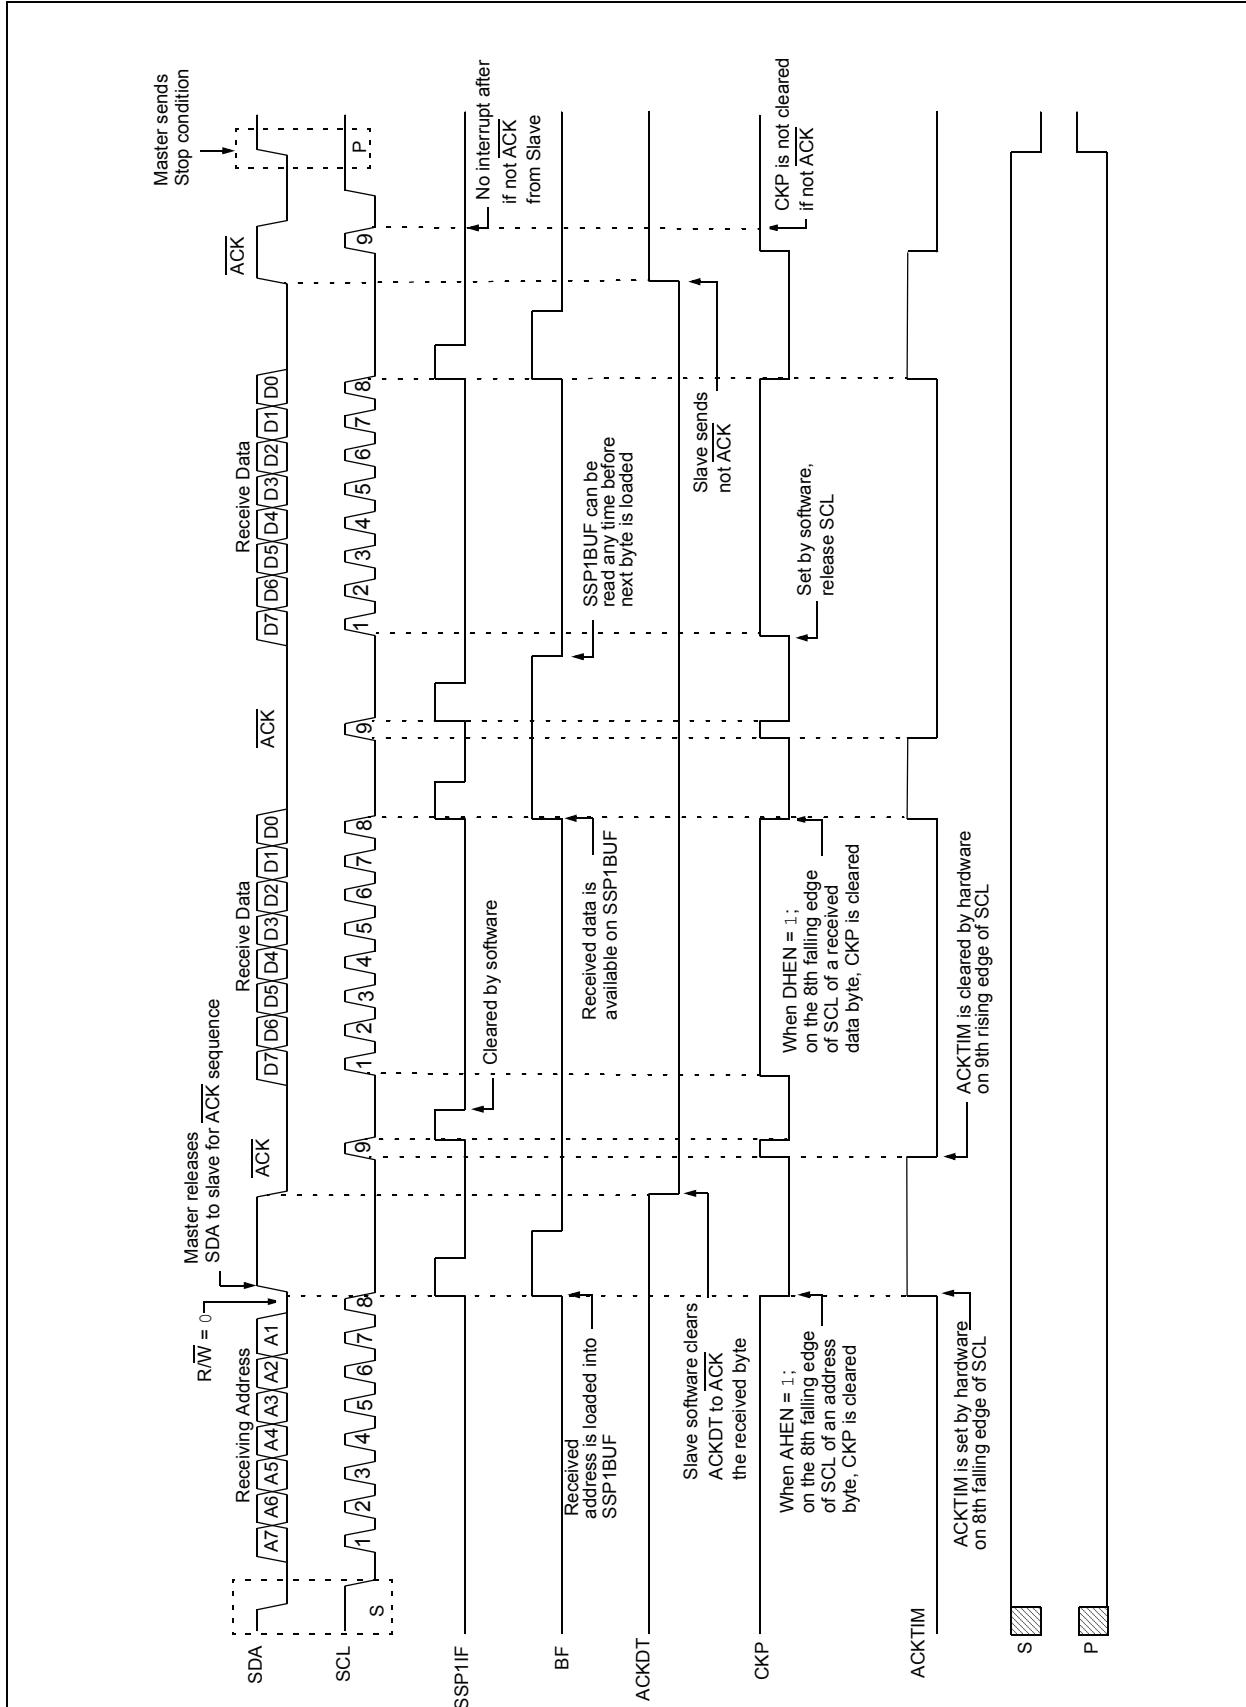 Master sends
Stop condition
Master releases
SDA to slave for ACK sequence
R/W = 0
Receiving Address
ACK
Receive Data
ACK
Receive Data
ACK
SDA
A7 A6 A5 A4 A3 A2 A1
D7 D6 D5 D4 D3 D2 D1 D0
D7 D6 D5 D4 D3 D2 D1 D0
SCL
S
1 2 3 4 5 6 7 8 9
1 2 3 4 5 6 7 8 9
1 2 3 4 5 6 7 8 9
P
SSP1IF
Cleared by software
No interrupt after
if not ACK
from Slave
BF
Received
address is loaded into
SSP1BUF
Received data is
available on SSP1BUF
SSP1BUF can be
read any time before
next byte is loaded
ACKDT
Slave software clears
ACKDT to ACK
the received byte
Slave sends
not ACK
CKP
When AHEN = 1;
on the 8th falling edge
of SCL of an address
byte, CKP is cleared
When DHEN = 1;
on the 8th falling edge
of SCL of a received
data byte, CKP is cleared
Set by software,
release SCL
CKP is not cleared
if not ACK
ACKTIM
ACKTIM is set by hardware
on 8th falling edge of SCL
ACKTIM is cleared by hardware
on 9th rising edge of SCL
S
P